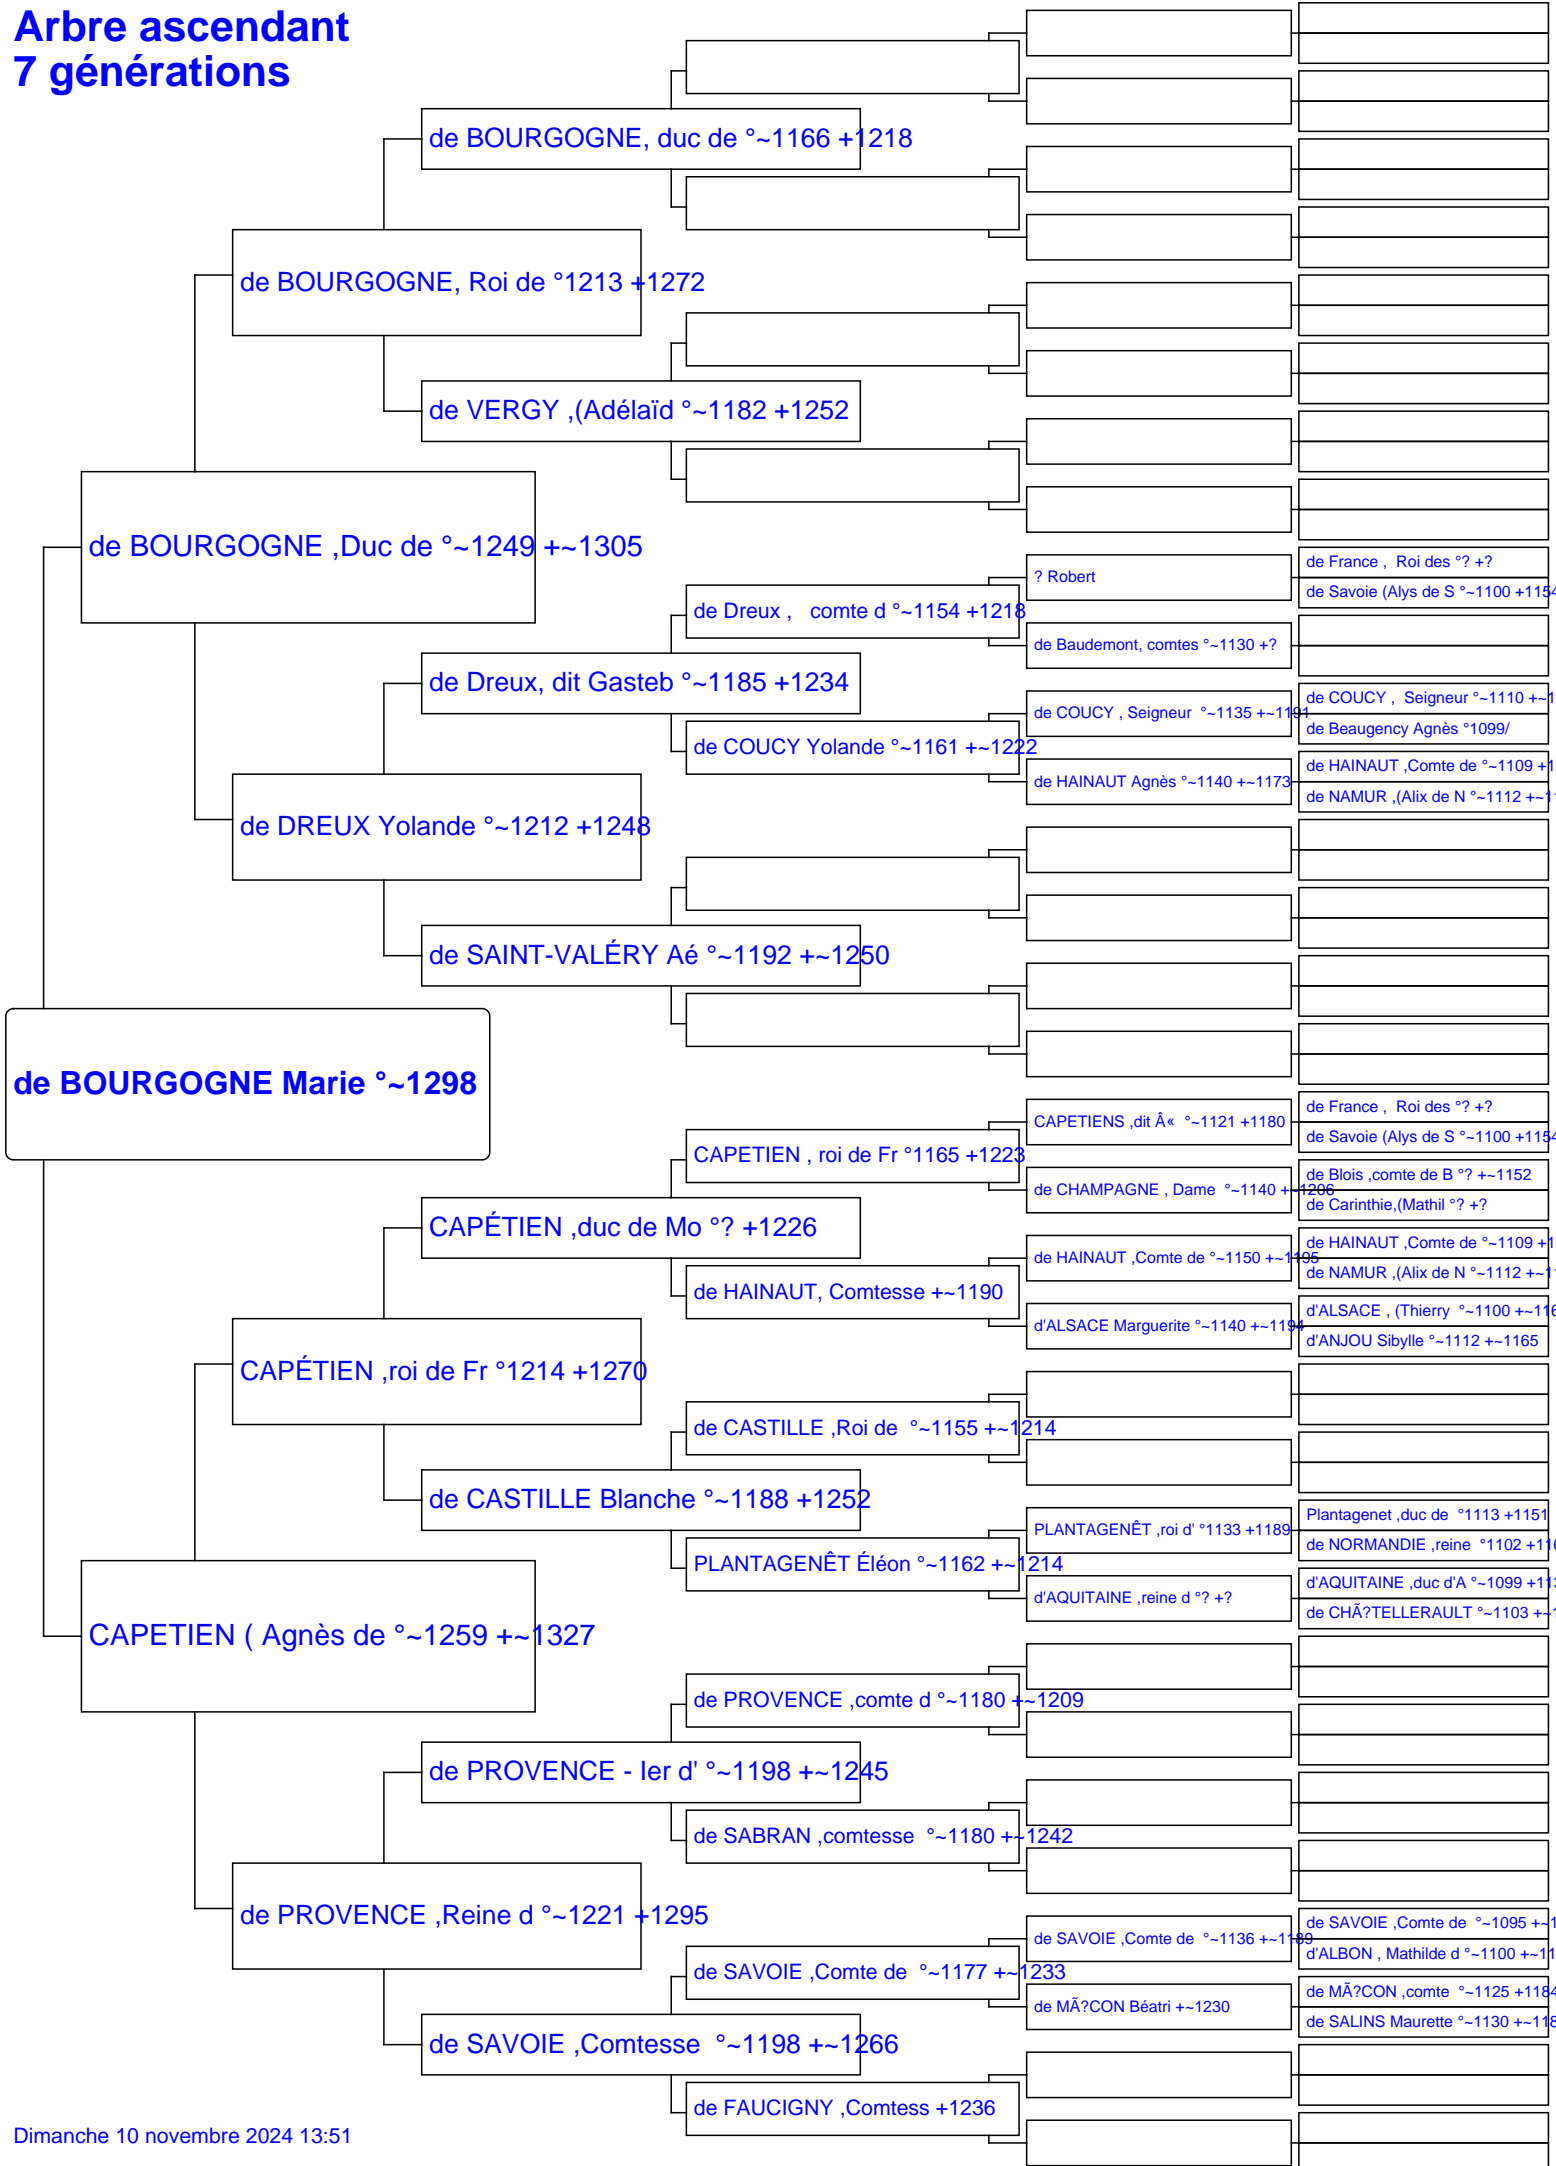 Arbre ascendant
7 générations
de BOURGOGNE, duc de °~1166 +1218
de BOURGOGNE, Roi de °1213 +1272
de VERGY ,(Adélaïd °~1182 +1252
de BOURGOGNE ,Duc de °~1249 +~1305
de France ,  Roi des °? +?
? Robert
de Savoie (Alys de S °~1100 +1154
de Dreux ,   comte d °~1154 +1218
de Baudemont, comtes °~1130 +?
de Dreux, dit Gasteb °~1185 +1234
de COUCY ,  Seigneur °~1110 +~1
de COUCY , Seigneur  °~1135 +~1191
de Beaugency Agnès °1099/
de COUCY Yolande °~1161 +~1222
de HAINAUT ,Comte de °~1109 +1
de HAINAUT Agnès °~1140 +~1173
de NAMUR ,(Alix de N °~1112 +~1
de DREUX Yolande °~1212 +1248
de SAINT-VALÉRY Aé °~1192 +~1250
de BOURGOGNE Marie °~1298
de France ,  Roi des °? +?
CAPETIENS ,dit Â«  °~1121 +1180
de Savoie (Alys de S °~1100 +1154
CAPETIEN , roi de Fr °1165 +1223
de Blois ,comte de B °? +~1152
de CHAMPAGNE , Dame  °~1140 +~1206
de Carinthie,(Mathil °? +?
CAPÉTIEN ,duc de Mo °? +1226
de HAINAUT ,Comte de °~1109 +1
de HAINAUT ,Comte de °~1150 +~1195
de NAMUR ,(Alix de N °~1112 +~1
de HAINAUT, Comtesse +~1190
d'ALSACE , (Thierry  °~1100 +~116
d'ALSACE Marguerite °~1140 +~1194
d'ANJOU Sibylle °~1112 +~1165
CAPÉTIEN ,roi de Fr °1214 +1270
de CASTILLE ,Roi de  °~1155 +~1214
de CASTILLE Blanche °~1188 +1252
Plantagenet ,duc de  °1113 +1151
PLANTAGENÊT ,roi d' °1133 +1189
de NORMANDIE ,reine  °1102 +116
PLANTAGENÊT Éléon °~1162 +~1214
d'AQUITAINE ,duc d'A °~1099 +113
d'AQUITAINE ,reine d °? +?
de CHÃ?TELLERAULT °~1103 +~1
CAPETIEN ( Agnès de °~1259 +~1327
de PROVENCE ,comte d °~1180 +~1209
de PROVENCE - Ier d' °~1198 +~1245
de SABRAN ,comtesse  °~1180 +~1242
de PROVENCE ,Reine d °~1221 +1295
de SAVOIE ,Comte de  °~1095 +~1
de SAVOIE ,Comte de  °~1136 +~1189
d'ALBON , Mathilde d °~1100 +~11
de SAVOIE ,Comte de  °~1177 +~1233
de MÃ?CON ,comte  °~1125 +1184
de MÃ?CON Béatri +~1230
de SALINS Maurette °~1130 +~118
de SAVOIE ,Comtesse  °~1198 +~1266
de FAUCIGNY ,Comtess +1236
Dimanche 10 novembre 2024 13:51